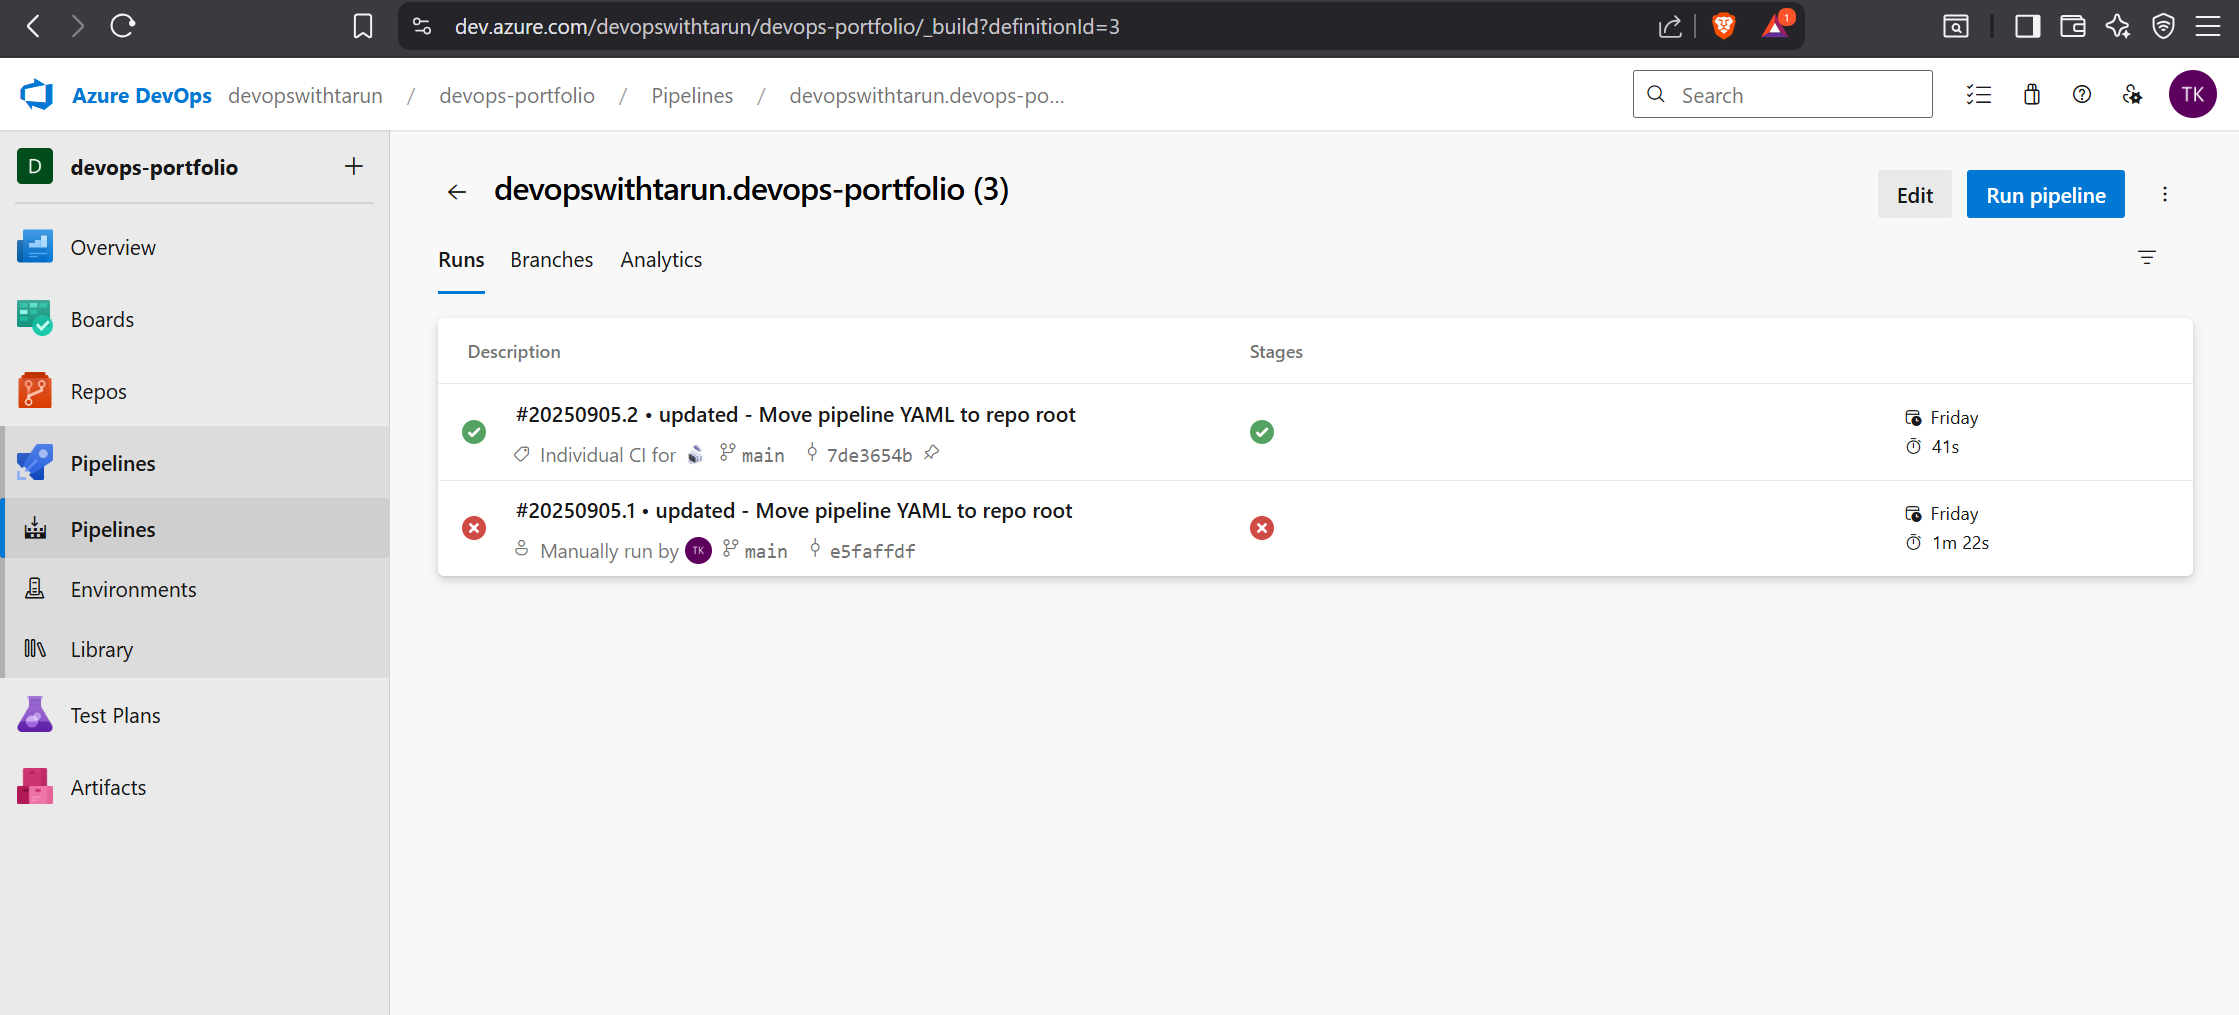 dev.azure.com/devopswithtarun/devops-portfolio/_build?definitionId=3
1
Azure DevOps devopswithtarun / devops-portfolio / Pipelines / devopswithtarun.devops-po...
Search
TK
D devops-portfolio
Overview
Boards
Repos
Pipelines
Pipelines
Environments
Library
Test Plans
Artifacts
devopswithtarun.devops-portfolio (3)
Edit
Run pipeline
Runs Branches Analytics
Description Stages
#20250905.2 • updated - Move pipeline YAML to repo root
Individual CI for main 7de3654b
Friday
41s
#20250905.1 • updated - Move pipeline YAML to repo root
Manually run by TK main e5faffdf
Friday
1m 22s